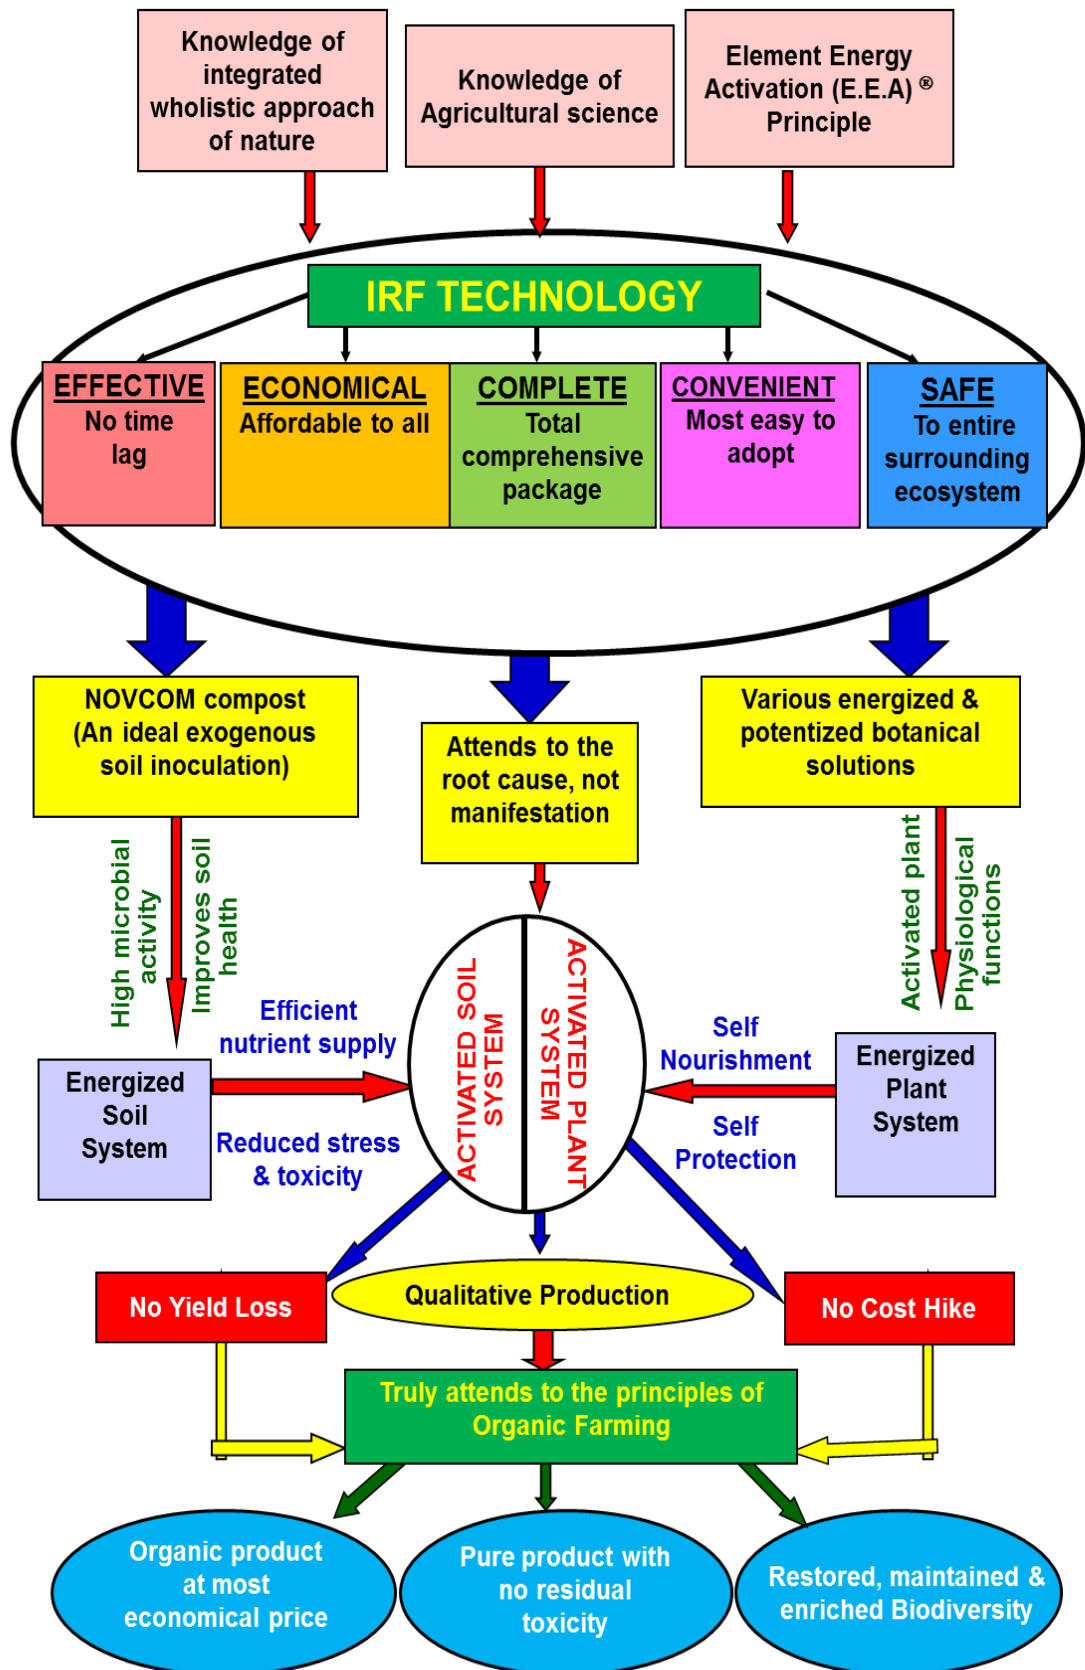 Knowledge of
integrated
wholistic approach
of nature
Knowledge of
Agricultural science
Element Energy
Activation (E.E.A) ®
Principle
IRF TECHNOLOGY
EFFECTIVE
No time
lag
ECONOMICAL
Affordable to all
COMPLETE
Total
comprehensive
package
CONVENIENT
Most easy to
adopt
SAFE
To entire
surrounding
ecosystem
NOVCOM compost
(An ideal exogenous
soil inoculation)
Attends to the
root cause, not
manifestation
Various energized &
potentized botanical
solutions
High microbial
activity
Improves soil
health
Activated plant
Physiological
functions
Energized
Soil
System
Efficient
nutrient supply
Reduced stress
& toxicity
ACTIVATED SOIL
SYSTEM
ACTIVATED PLANT
SYSTEM
Self
Nourishment
Self
Protection
Energized
Plant
System
No Yield Loss
Qualitative Production
No Cost Hike
Truly attends to the principles of
Organic Farming
Organic product
at most
economical price
Pure product with
no residual
toxicity
Restored, maintained &
enriched Biodiversity